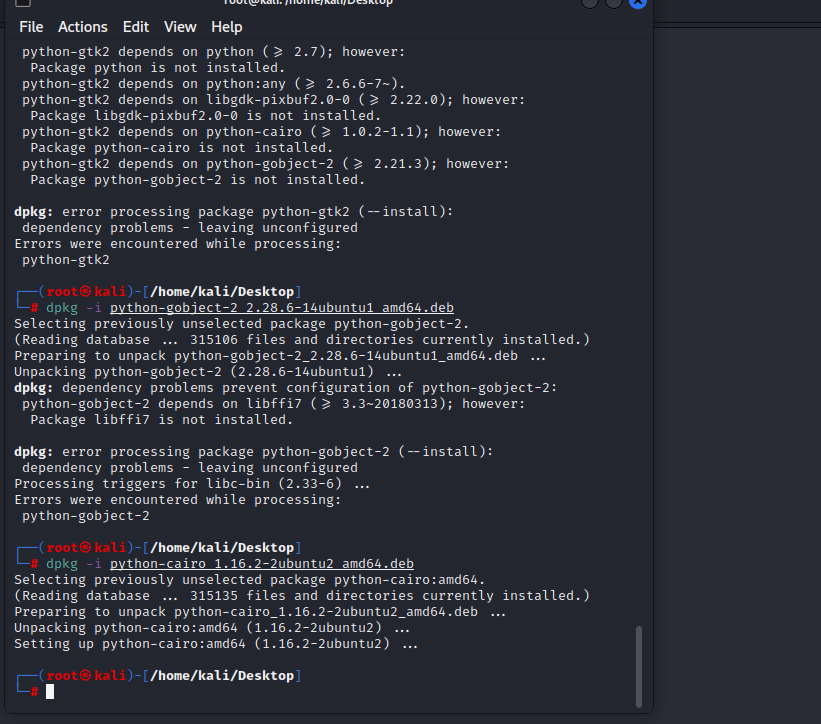 root@kali: /home/kali/Desktop
File Actions Edit View Help
python-gtk2 depends on python (≥ 2.7); however:
Package python is not installed.
python-gtk2 depends on python:any (≥ 2.6.6-7~).
python-gtk2 depends on libgdk-pixbuf2.0-0 (≥ 2.22.0); however:
Package libgdk-pixbuf2.0-0 is not installed.
python-gtk2 depends on python-cairo (≥ 1.0.2-1.1); however:
Package python-cairo is not installed.
python-gtk2 depends on python-gobject-2 (≥ 2.21.3); however:
Package python-gobject-2 is not installed.
dpkg: error processing package python-gtk2 (--install):
dependency problems - leaving unconfigured
Errors were encountered while processing:
python-gtk2
┌──(root㉿kali)-[/home/kali/Desktop]
└─# dpkg -i python-gobject-2_2.28.6-14ubuntu1_amd64.deb
Selecting previously unselected package python-gobject-2.
(Reading database ... 315106 files and directories currently installed.)
Preparing to unpack python-gobject-2_2.28.6-14ubuntu1_amd64.deb ...
Unpacking python-gobject-2 (2.28.6-14ubuntu1) ...
dpkg: dependency problems prevent configuration of python-gobject-2:
python-gobject-2 depends on libffi7 (≥ 3.3~20180313); however:
Package libffi7 is not installed.
dpkg: error processing package python-gobject-2 (--install):
dependency problems - leaving unconfigured
Processing triggers for libc-bin (2.33-6) ...
Errors were encountered while processing:
python-gobject-2
┌──(root㉿kali)-[/home/kali/Desktop]
└─# dpkg -i python-cairo_1.16.2-2ubuntu2_amd64.deb
Selecting previously unselected package python-cairo:amd64.
(Reading database ... 315135 files and directories currently installed.)
Preparing to unpack python-cairo_1.16.2-2ubuntu2_amd64.deb ...
Unpacking python-cairo:amd64 (1.16.2-2ubuntu2) ...
Setting up python-cairo:amd64 (1.16.2-2ubuntu2) ...
┌──(root㉿kali)-[/home/kali/Desktop]
└─#